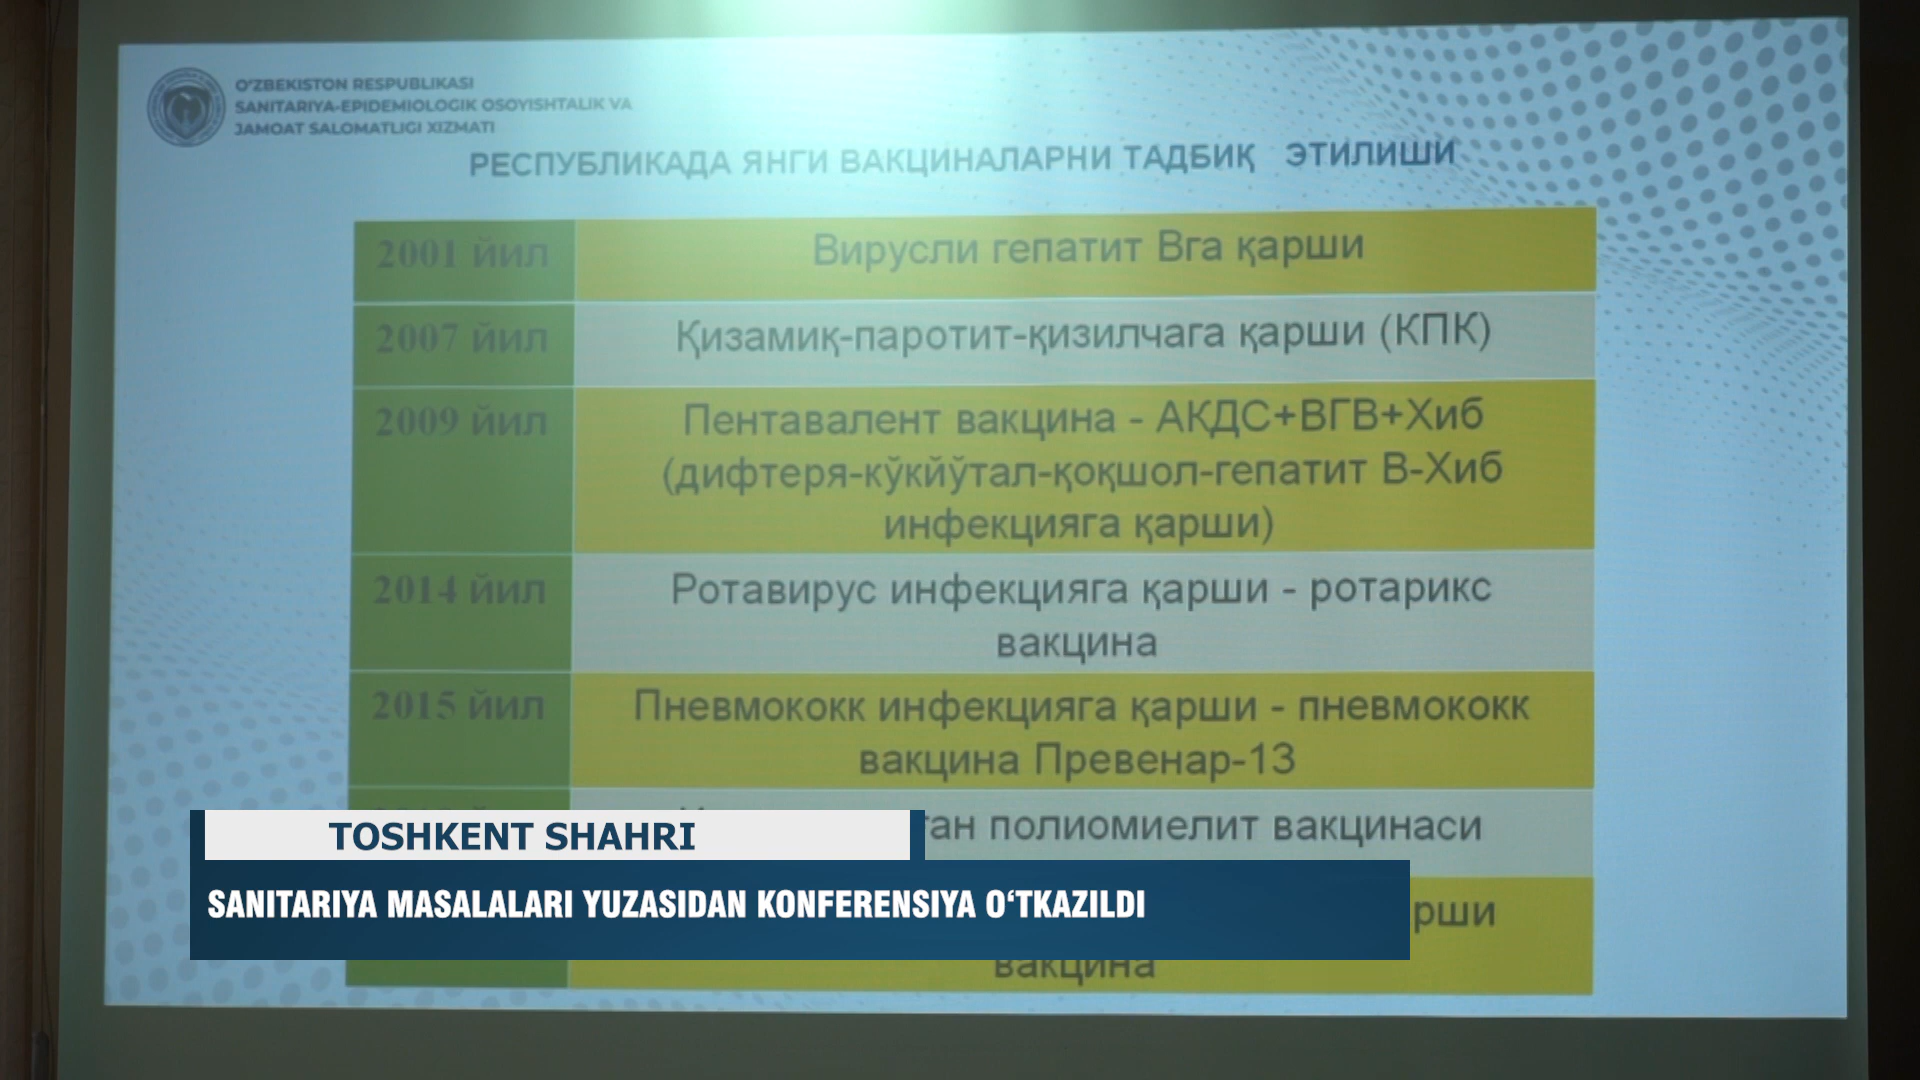 O‘ZBEKISTON RESPUBLIKASI
SANITARIYA-EPIDEMIOLOGIK OSOYISHTALIK VA
JAMOAT SALOMATLIGI XIZMATI
РЕСПУБЛИКАДА ЯНГИ ВАКЦИНАЛАРНИ ТАДБИҚ ЭТИЛИШИ
2001 йил Вирусли гепатит Вга қарши
2007 йил Қизамиқ-паротит-қизилчага қарши (КПК)
2009 йил Пентавалент вакцина - АКДС+ВГВ+Хиб
(дифтеря-кўкйўтал-қоқшол-гепатит В-Хиб
инфекцияга қарши)
2014 йил Ротавирус инфекцияга қарши - ротарикс
вакцина
2015 йил Пневмококк инфекцияга қарши - пневмококк
вакцина Превенар-13
полиомиелит вакцинаси
вакцина
TOSHKENT SHAHRI
SANITARIYA MASALALARI YUZASIDAN KONFERENSIYA O‘TKAZILDI